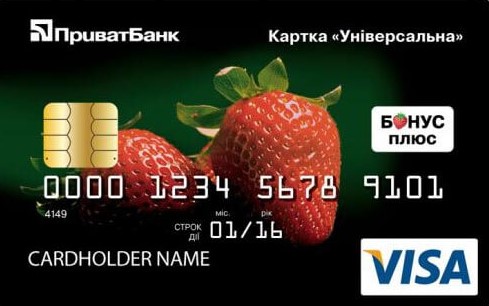 ПриватБанк
Картка «Універсальна»
БОНУС
ПЛЮС
0000 1234 5678 9101
4149
міс. рік
СТРОК
ДІЇ 01/16
CARDHOLDER NAME
VISA